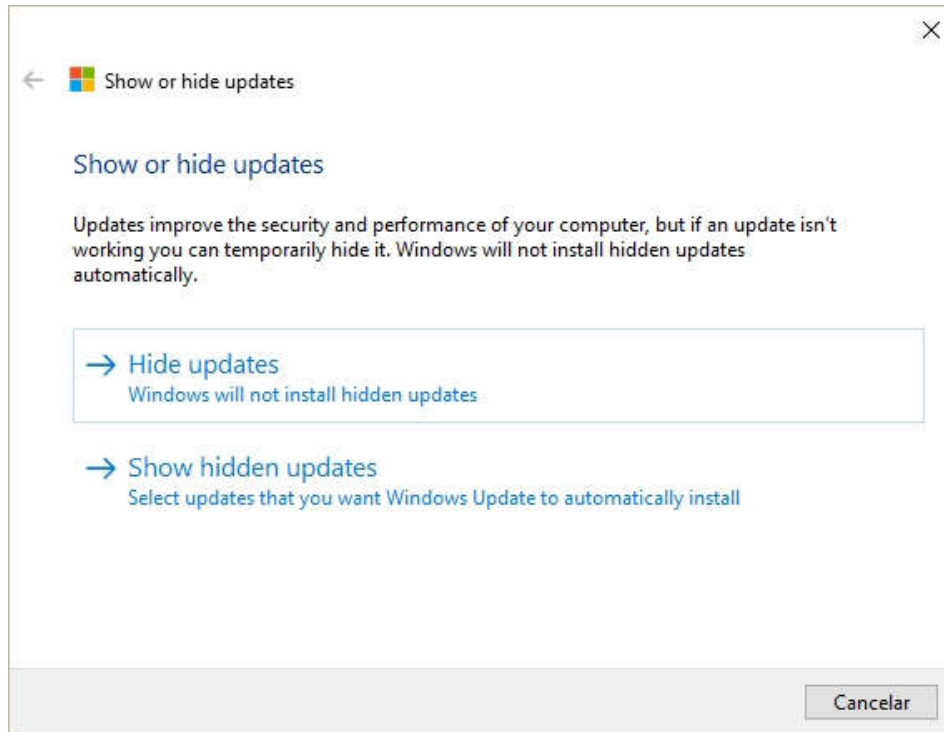 Show or hide updates
Show or hide updates
Updates improve the security and performance of your computer, but if an update isn't
working you can temporarily hide it. Windows will not install hidden updates
automatically.
Hide updates
Windows will not install hidden updates
Show hidden updates
Select updates that you want Windows Update to automatically install
Cancelar